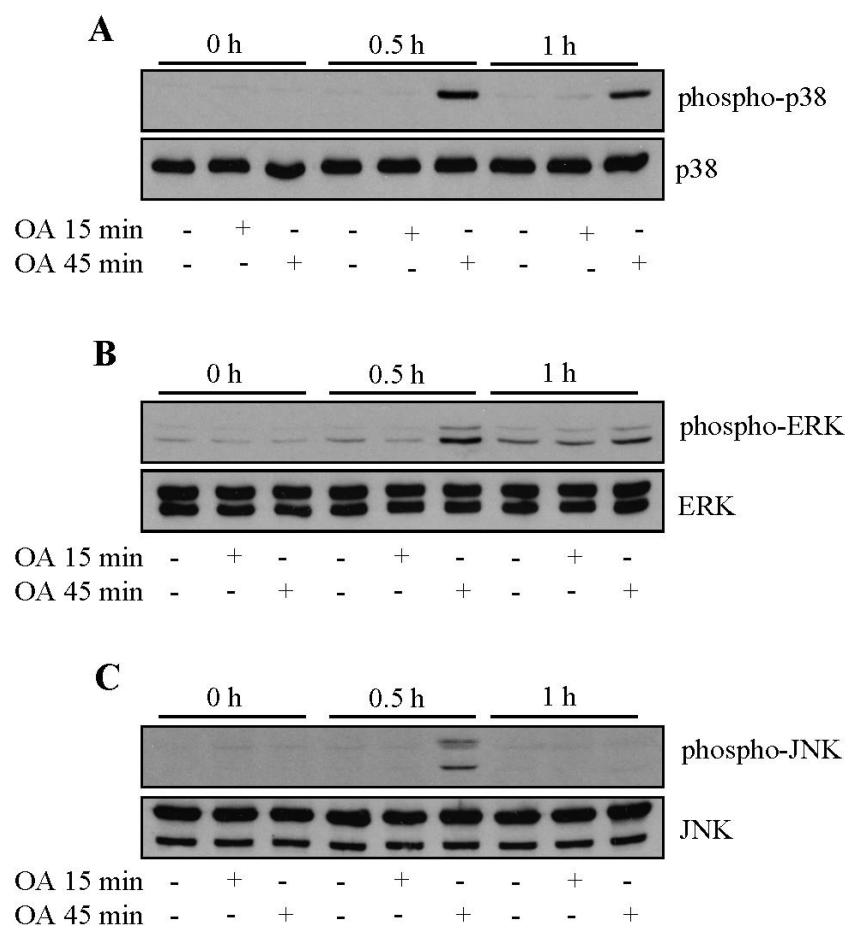 A
0 h 0.5 h 1 h
phospho-p38
p38
OA 15 min - + - - + - - + -
OA 45 min - - + - - + - - +
B
0 h 0.5 h 1 h
phospho-ERK
ERK
OA 15 min - + - - + - - + -
OA 45 min - - + - - + - - +
C
0 h 0.5 h 1 h
phospho-JNK
JNK
OA 15 min - + - - + - - + -
OA 45 min - - + - - + - - +